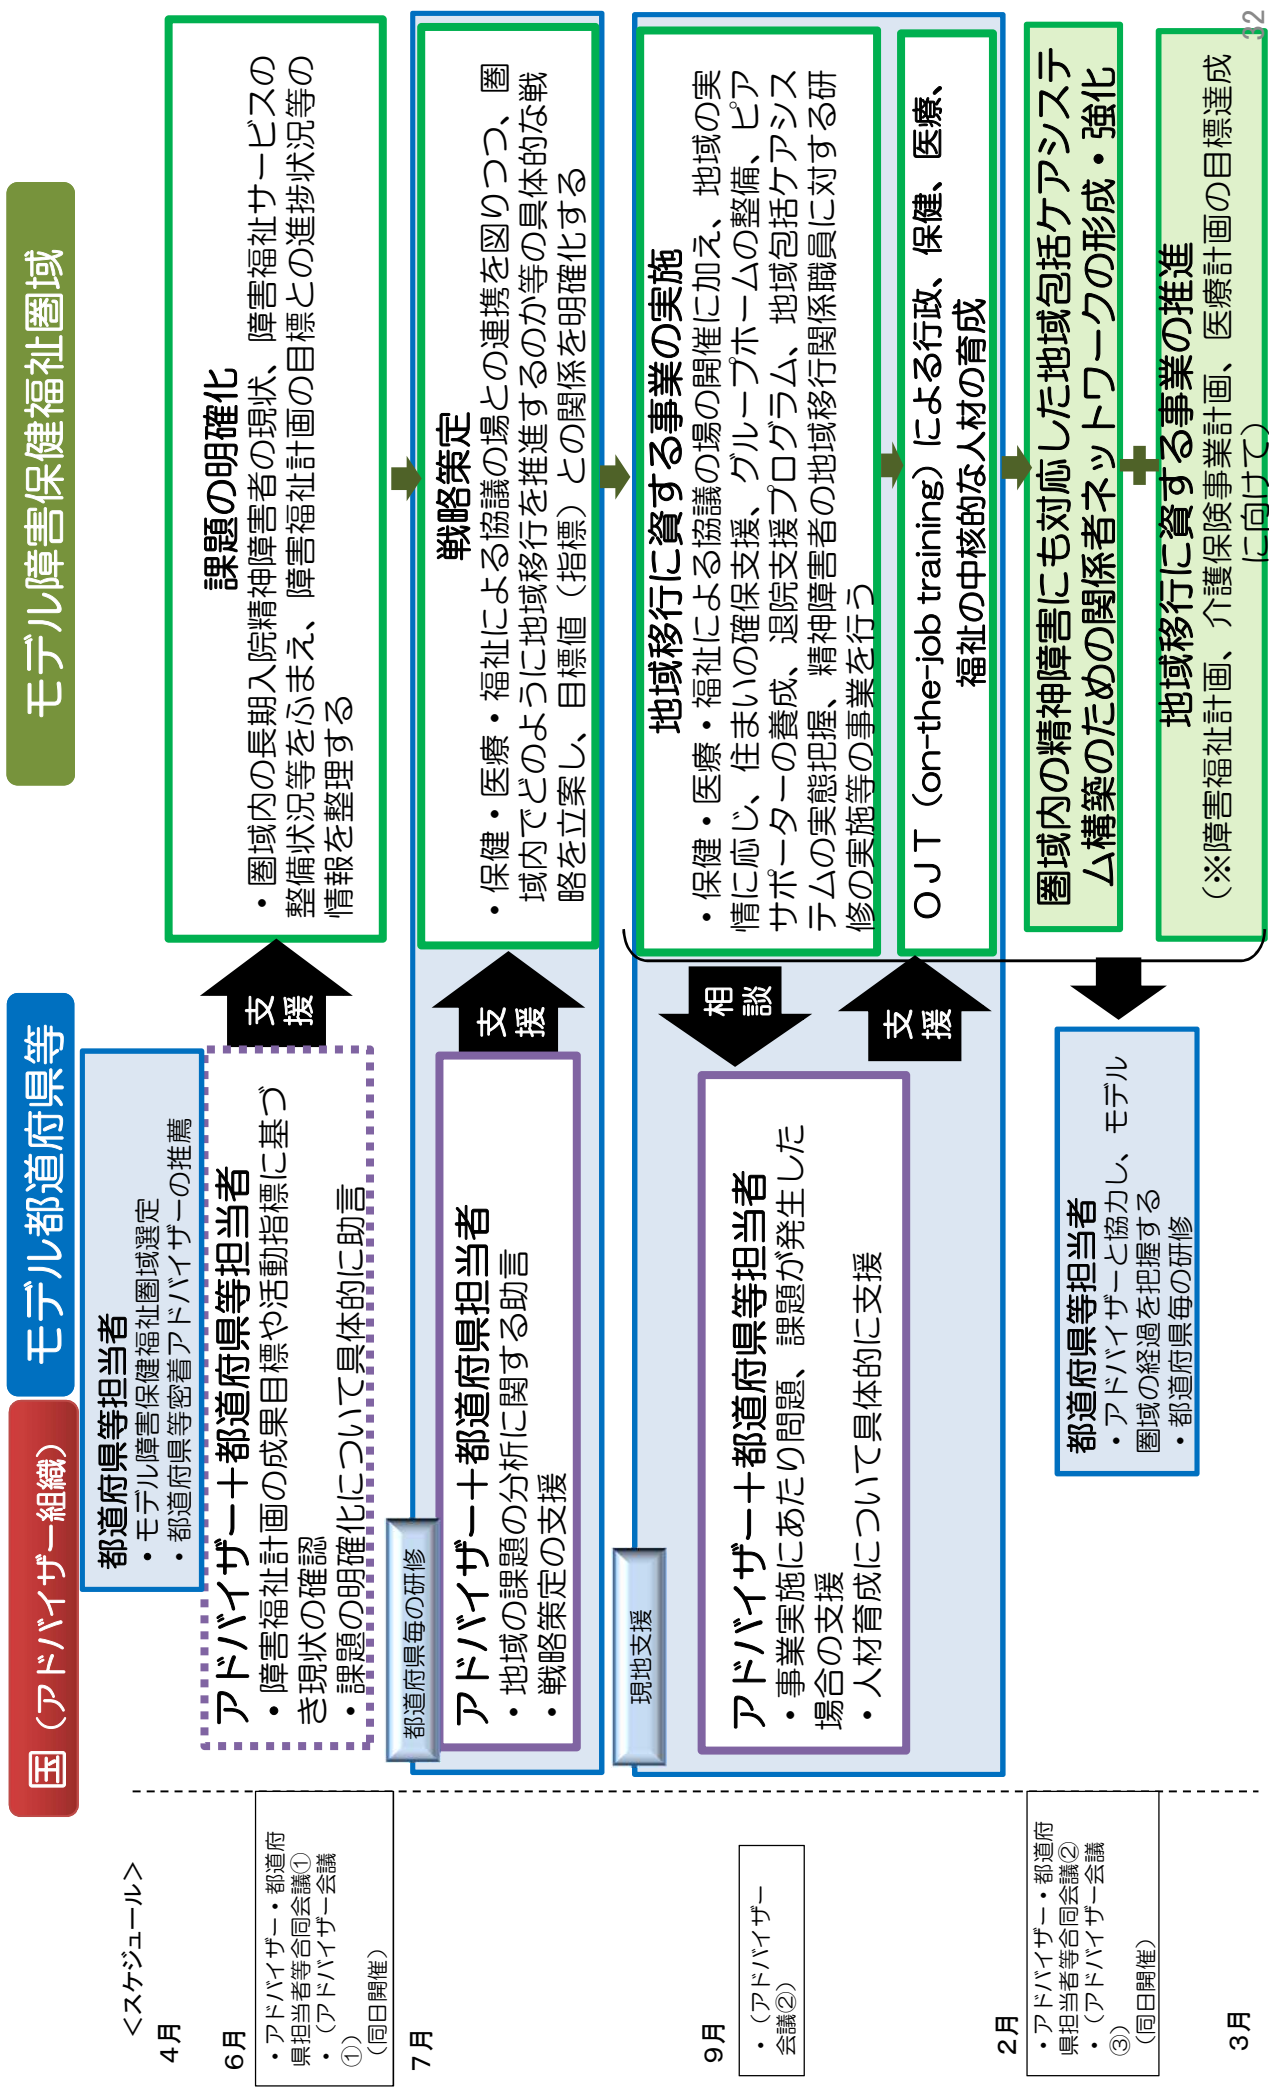 国（アドバイザー組織）
モデル都道府県等
モデル障害保健福祉圏域
＜スケジュール＞
4月
6月
・アドバイザー・都道府
県担当者等合同会議①
・（アドバイザー会議
①）
（同日開催）
7月
9月
・（アドバイザー
会議②）
2月
・アドバイザー・都道府
県担当者等合同会議②
・（アドバイザー会議
③）
（同日開催）
3月
都道府県等担当者
・モデル障害保健福祉圏域選定
・都道府県等密着アドバイザーの推薦
アドバイザー＋都道府県等担当者
・障害福祉計画の成果目標や活動指標に基づ
き現状の確認
・課題の明確化について具体的に助言
支援
課題の明確化
・圏域内の長期入院精神障害者の現状、障害福祉サービスの
整備状況等をふまえ、障害福祉計画の目標との進捗状況等の
情報を整理する
都道府県毎の研修
アドバイザー＋都道府県担当者
・地域の課題の分析に関する助言
・戦略策定の支援
支援
戦略策定
・保健・医療・福祉による協議の場との連携を図りつつ、圏
域内でどのように地域移行を推進するのか等の具体的な戦
略を立案し、目標値（指標）との関係を明確化する
現地支援
アドバイザー＋都道府県等担当者
・事業実施にあたり問題、課題が発生した
場合の支援
・人材育成について具体的に支援
相談
支援
地域移行に資する事業の実施
・保健・医療・福祉による協議の場の開催に加え、地域の実
情に応じ、住まいの確保支援、グループホームの整備、ピア
サポーターの養成、退院支援プログラム、地域包括ケアシス
テムの実態把握、精神障害者の地域移行関係職員に対する研
修の実施等の事業を行う
ＯＪＴ（on-the-job training）による行政、保健、医療、
福祉の中核的な人材の育成
圏域内の精神障害にも対応した地域包括ケアシステ
ム構築のための関係者ネットワークの形成・強化
地域移行に資する事業の推進
（※障害福祉計画、介護保険事業計画、医療計画の目標達成
に向けて）
都道府県等担当者
・アドバイザーと協力し、モデル
圏域の経過を把握する
・都道府県毎の研修
32